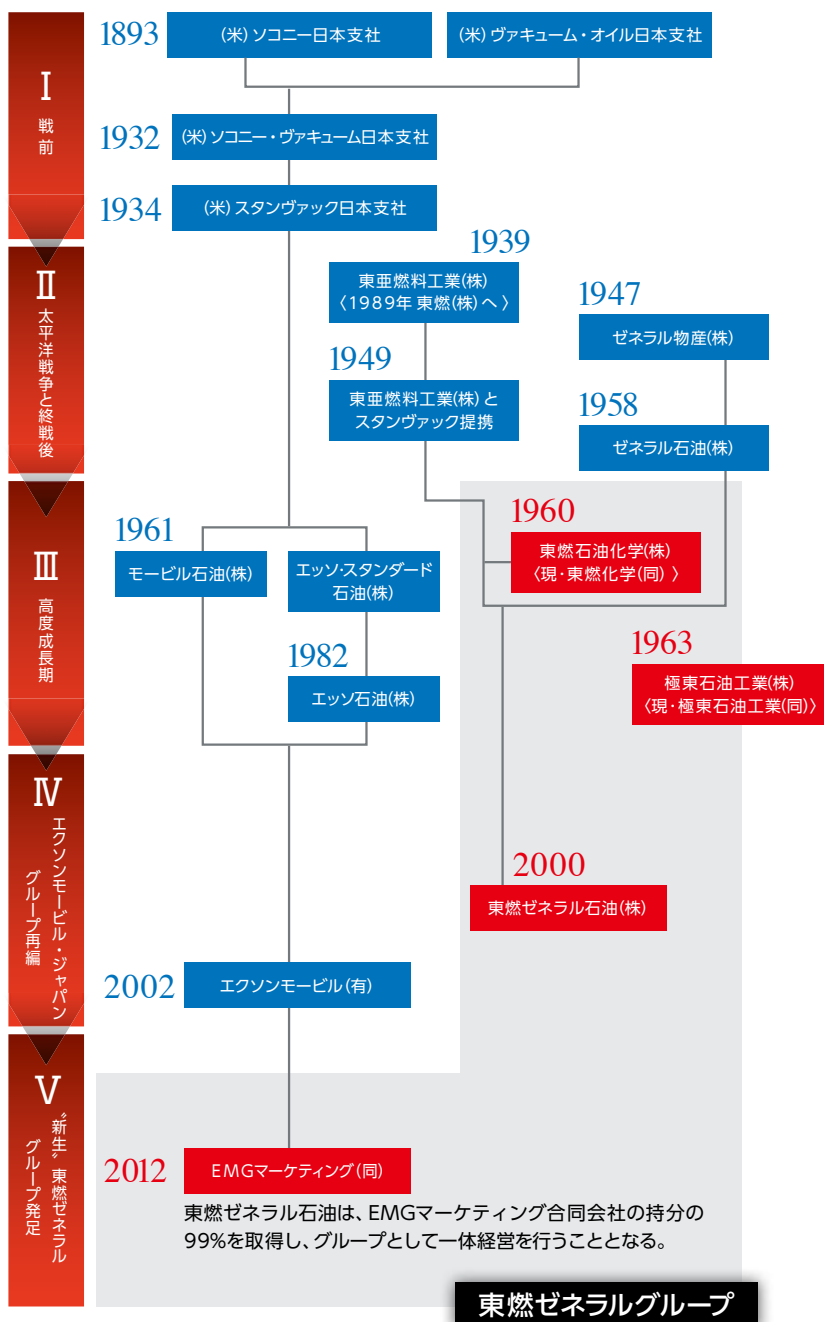 1893
(米)ソコニー日本支社
(米)ヴァキューム・オイル日本支社
Ⅰ
戦前
1932
(米)ソコニー・ヴァキューム日本支社
1934
(米)スタンヴァック日本支社
Ⅱ
太平洋戦争と終戦後
1939
東亜燃料工業(株)
〈1989年 東燃(株)へ〉
1947
ゼネラル物産(株)
1949
東亜燃料工業(株)と
スタンヴァック提携
1958
ゼネラル石油(株)
Ⅲ
高度成長期
1960
東燃石油化学(株)
〈現・東燃化学(同)〉
1961
モービル石油(株)
エッソ・スタンダード
石油(株)
1963
極東石油工業(株)
〈現・極東石油工業(同)〉
1982
エッソ石油(株)
Ⅳ
エクソンモービル・ジャパン
グループ再編
2000
東燃ゼネラル石油(株)
2002
エクソンモービル(有)
Ⅴ
“新生”東燃ゼネラル
グループ発足
2012
EMGマーケティング(同)
東燃ゼネラル石油は、EMGマーケティング合同会社の持分の
99%を取得し、グループとして一体経営を行うこととなる。
東燃ゼネラルグループ